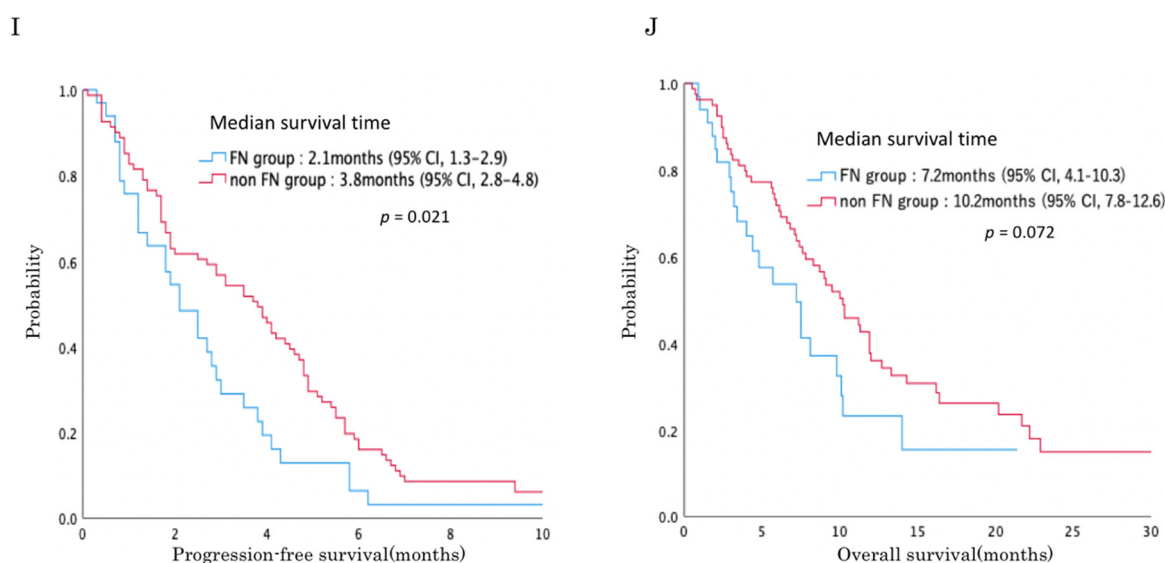 I
Median survival time
FN group : 2.1months (95% CI, 1.3–2.9)
non FN group : 3.8months (95% CI, 2.8–4.8)
p = 0.021
Probability
1.0
0.8
0.6
0.4
0.2
0.0
0 2 4 6 8 10
Progression-free survival(months)
J
Median survival time
FN group : 7.2months (95% CI, 4.1-10.3)
non FN group : 10.2months (95% CI, 7.8-12.6)
p = 0.072
Probability
1.0
0.8
0.6
0.4
0.2
0.0
0 5 10 15 20 25 30
Overall survival(months)